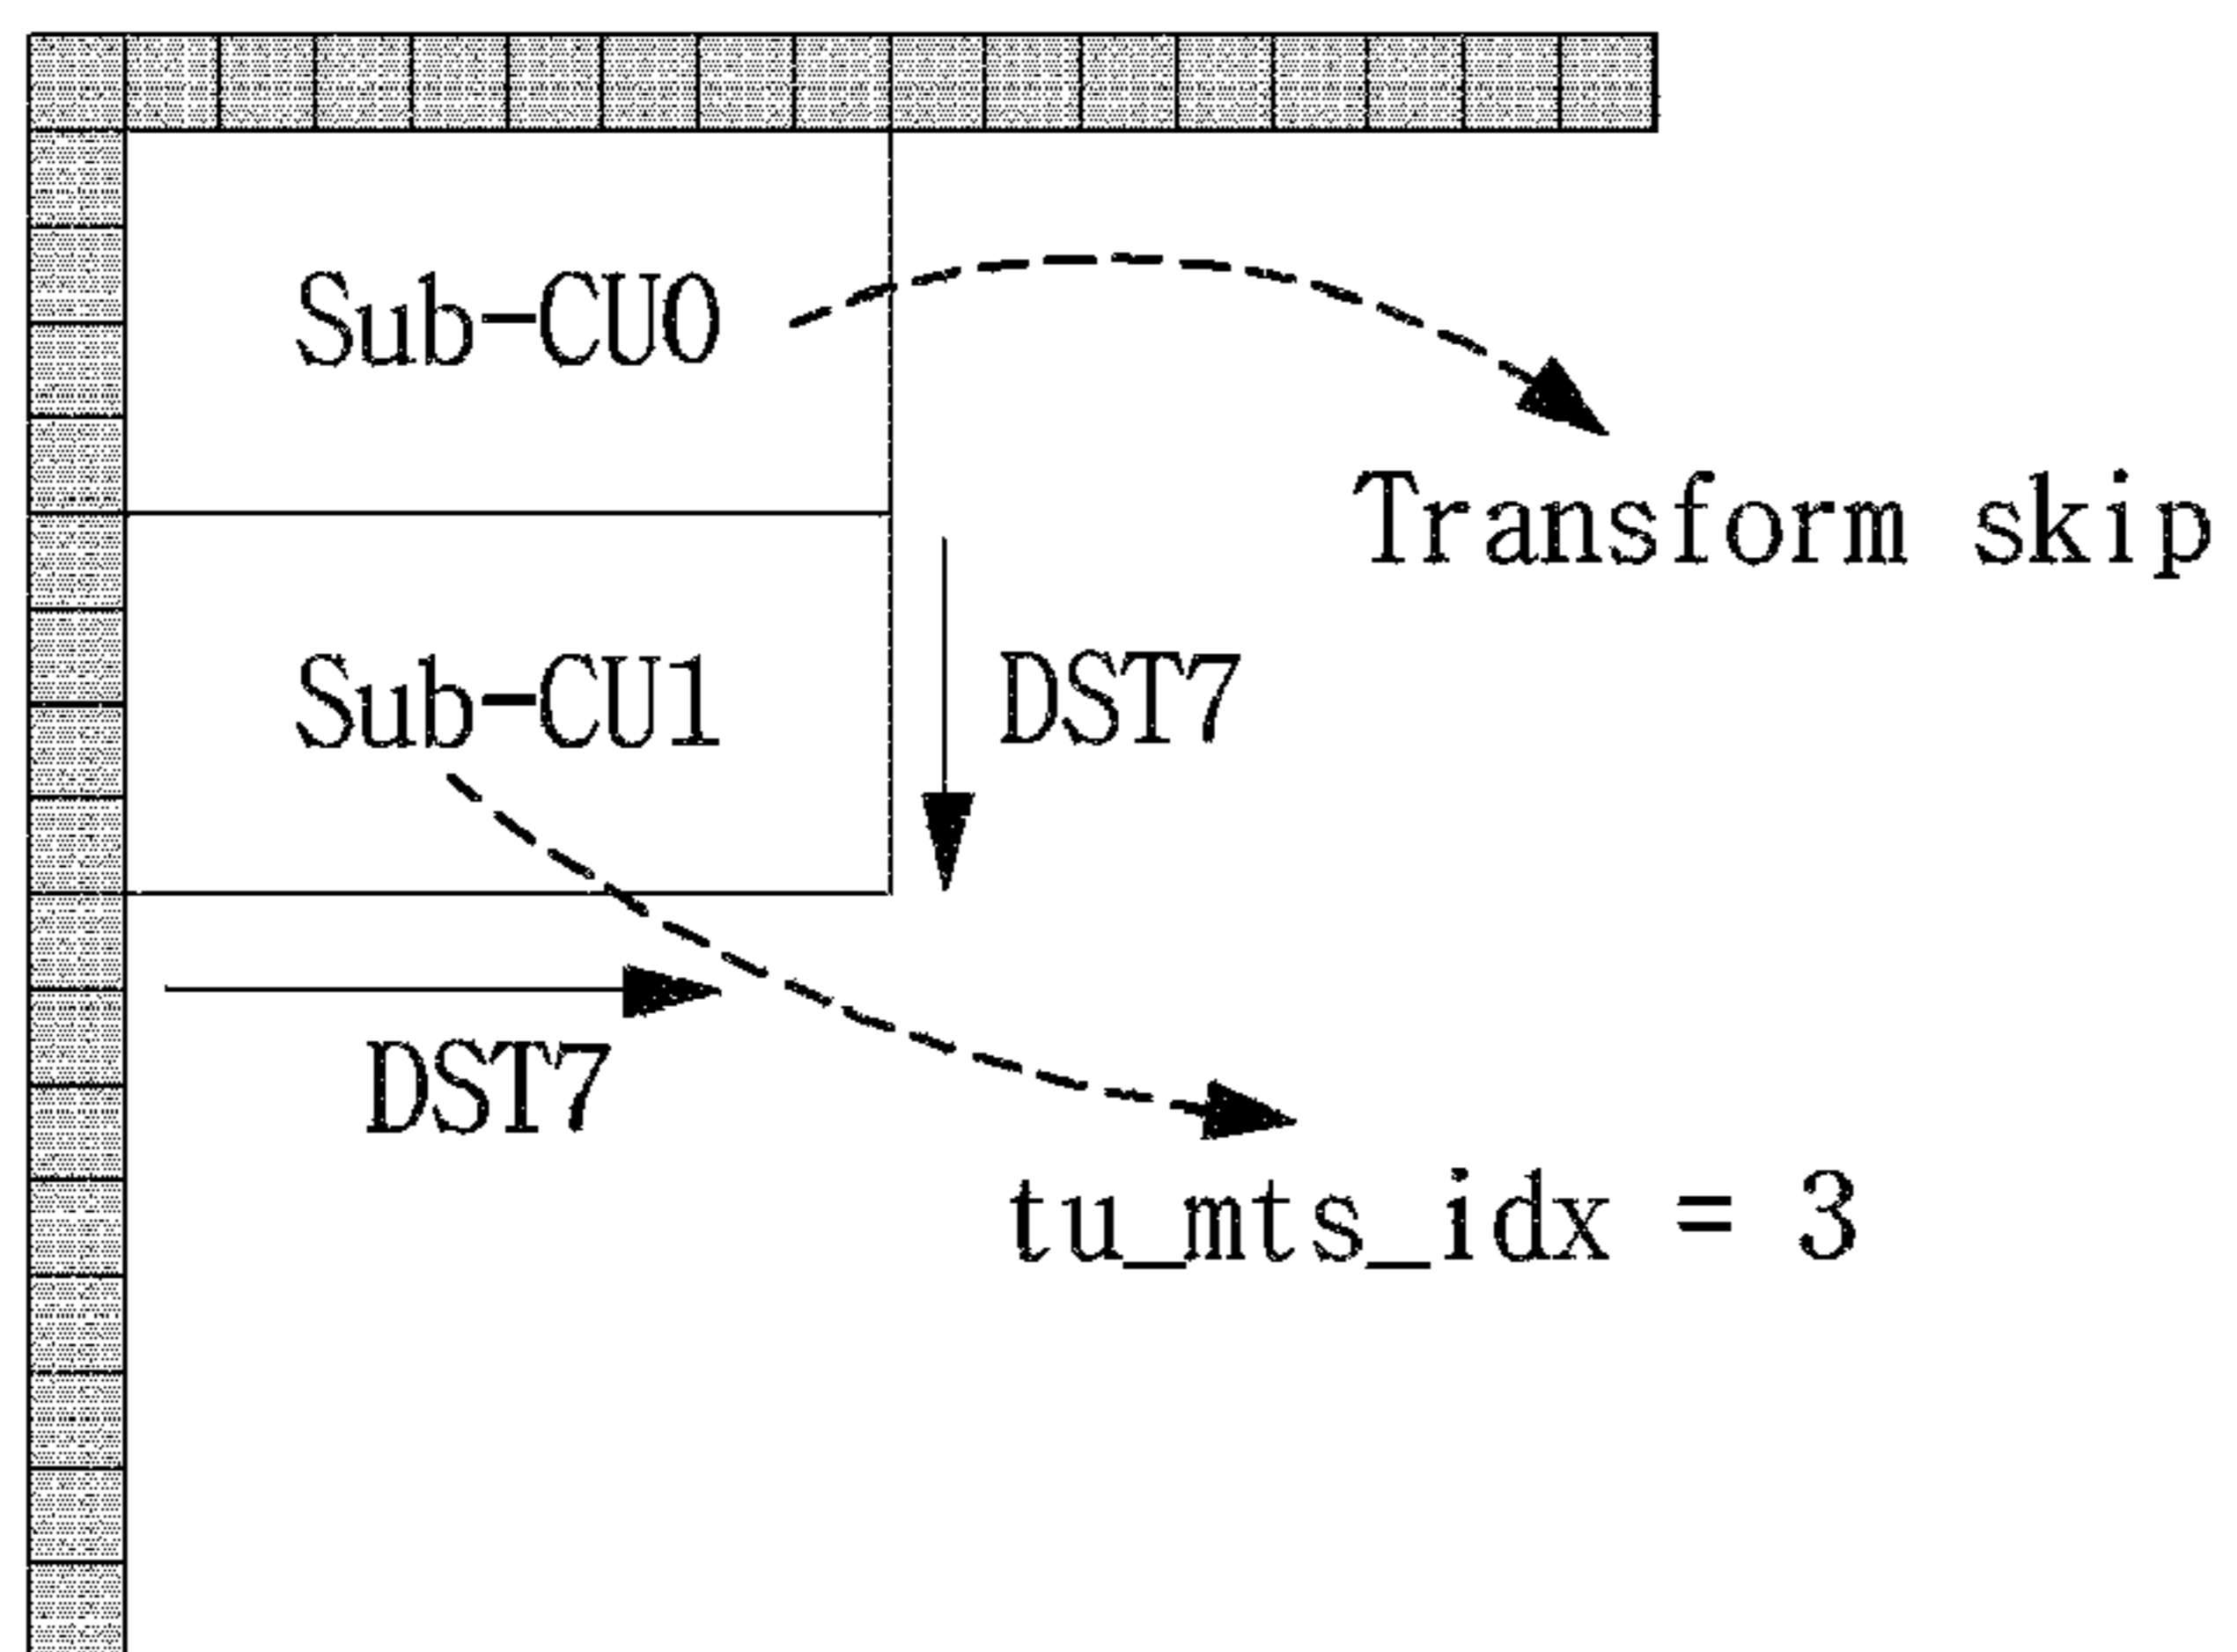 Sub-CU0
Transform skip
Sub-CU1
DST7
DST7
tu_mts_idx = 3